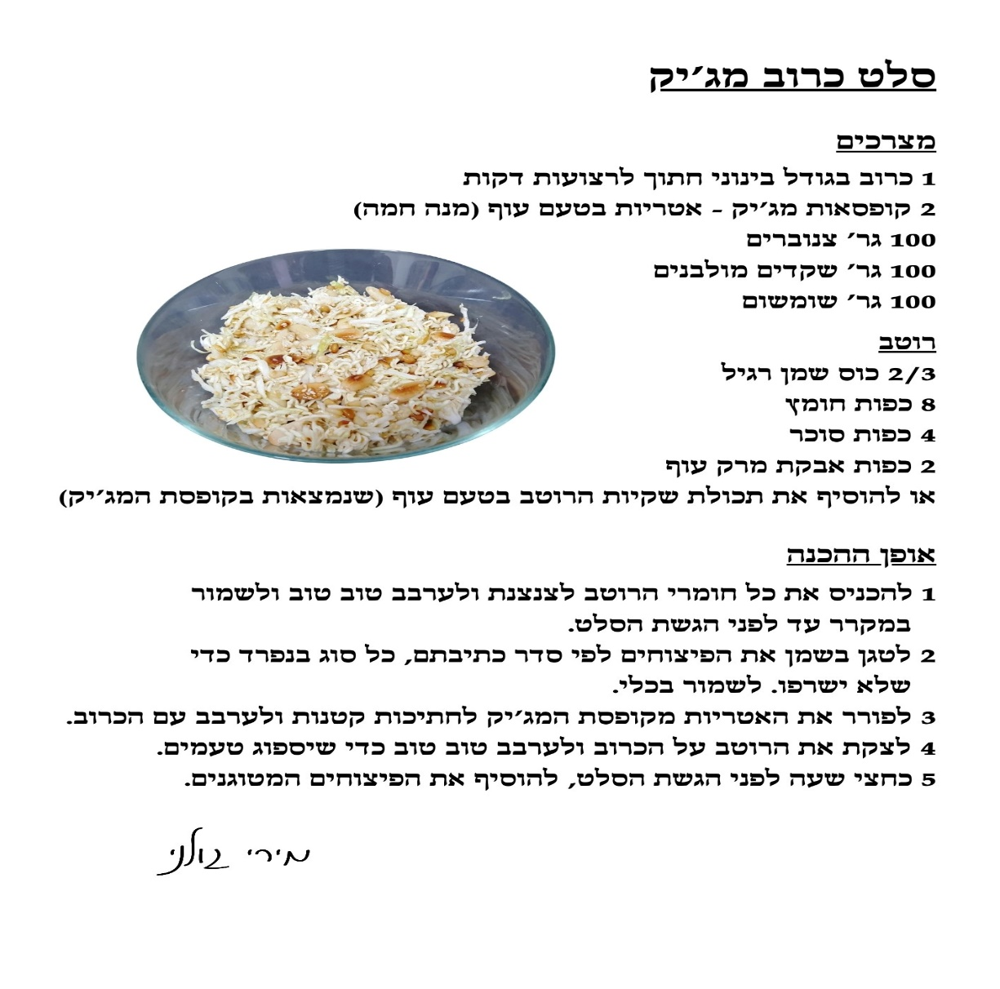 סלט כרוב מג׳יק
מצרכים
1 כרוב בגודל בינוני חתוך לרצועות דקות
2 קופסאות מג׳יק - אטריות בטעם עוף (מנה חמה)
100 גר׳ צנוברים
100 גר׳ שקדים מולבנים
100 גר׳ שומשום
רוטב
2/3 כוס שמן רגיל
8 כפות חומץ
4 כפות סוכר
2 כפות אבקת מרק עוף
או להוסיף את תכולת שקיות הרוטב בטעם עוף (שנמצאות בקופסת המג׳יק)
אופן ההכנה
1 להכניס את כל חומרי הרוטב לצנצנת ולערבב טוב טוב ולשמור
במקרר עד לפני הגשת הסלט.
2 לטגן בשמן את הפיצוחים לפי סדר כתיבתם, כל סוג בנפרד כדי
שלא ישרפו. לשמור בכלי.
3 לפורר את האטריות מקופסת המג׳יק לחתיכות קטנות ולערבב עם הכרוב.
4 לצקת את הרוטב על הכרוב ולערבב טוב טוב כדי שיספוג טעמים.
5 כחצי שעה לפני הגשת הסלט, להוסיף את הפיצוחים המטוגנים.
מירי גולני